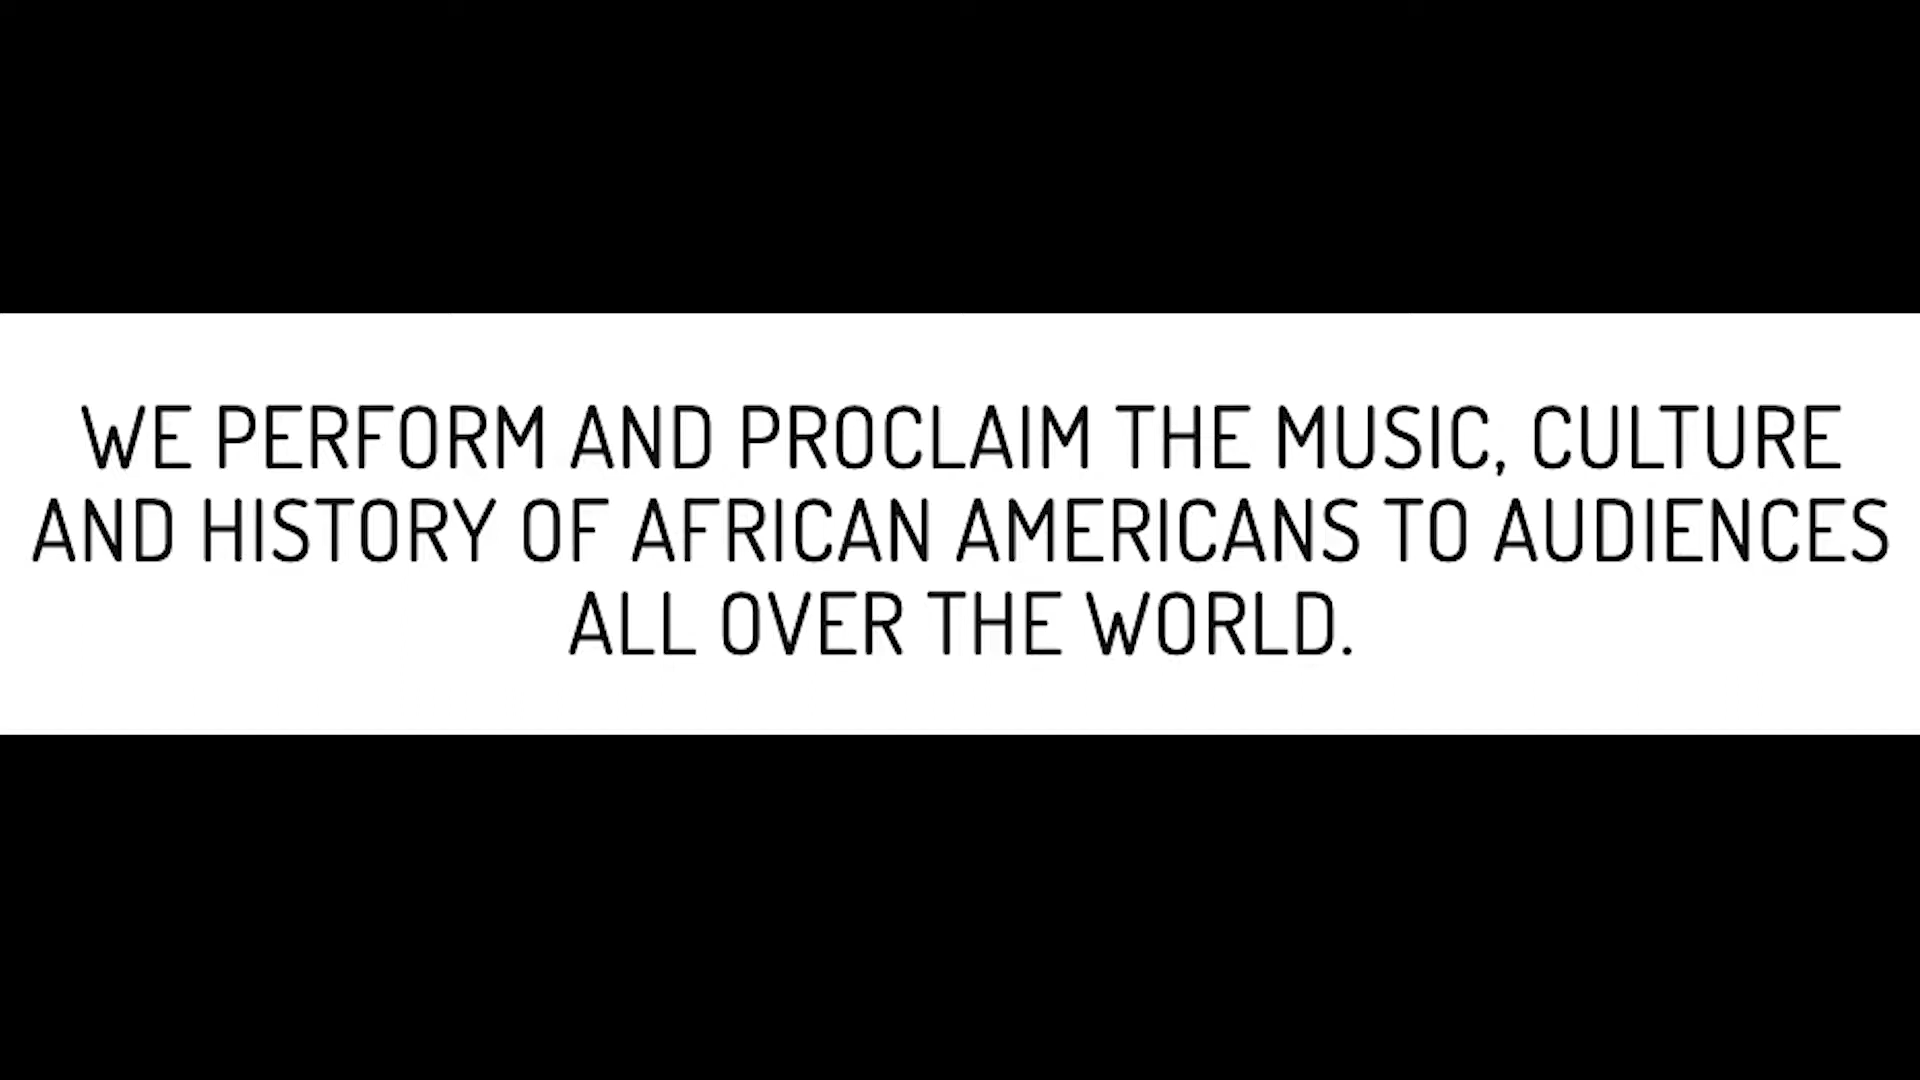 WE PERFORM AND PROCLAIM THE MUSIC, CULTURE
AND HISTORY OF AFRICAN AMERICANS TO AUDIENCES
ALL OVER THE WORLD.